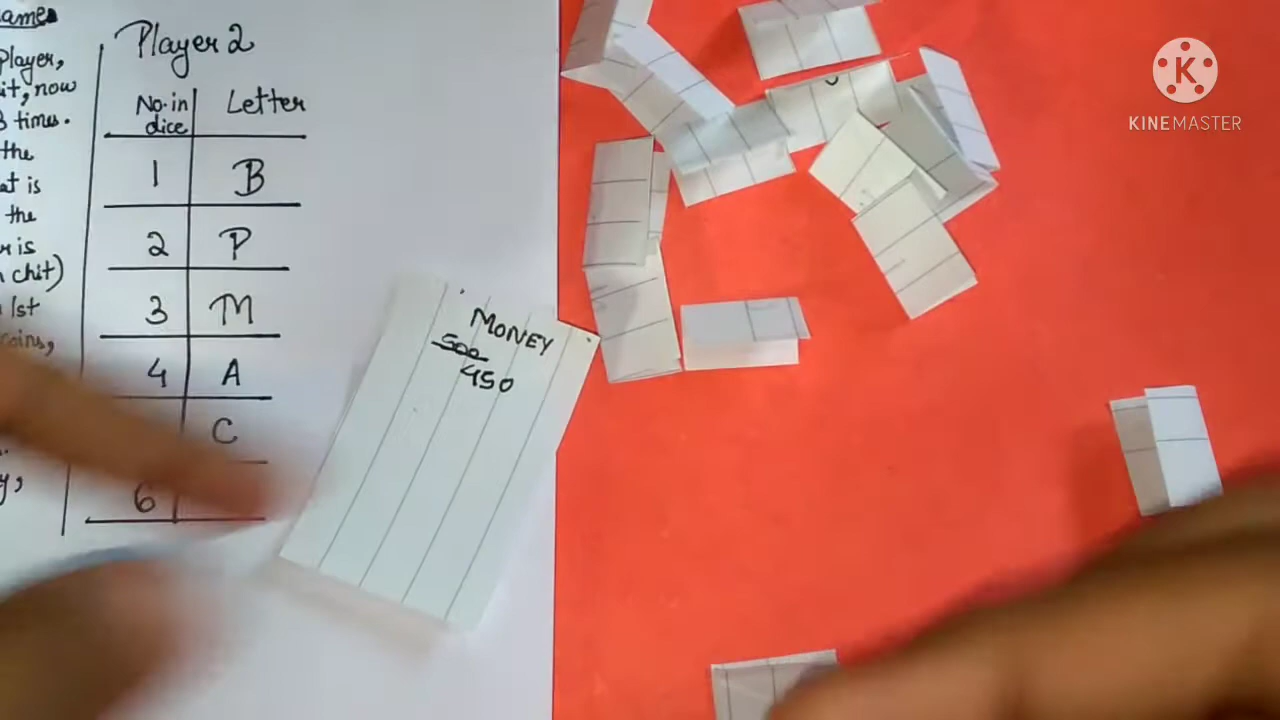 ame
Player,
it, now
3 times.
the
at is
the
r is
chit)
1st
coins,
y,
Player 2
No. in dice Letter
1 B
2 P
3 M
4 A
C
6
MONEY
500
450
K
KINEMASTER